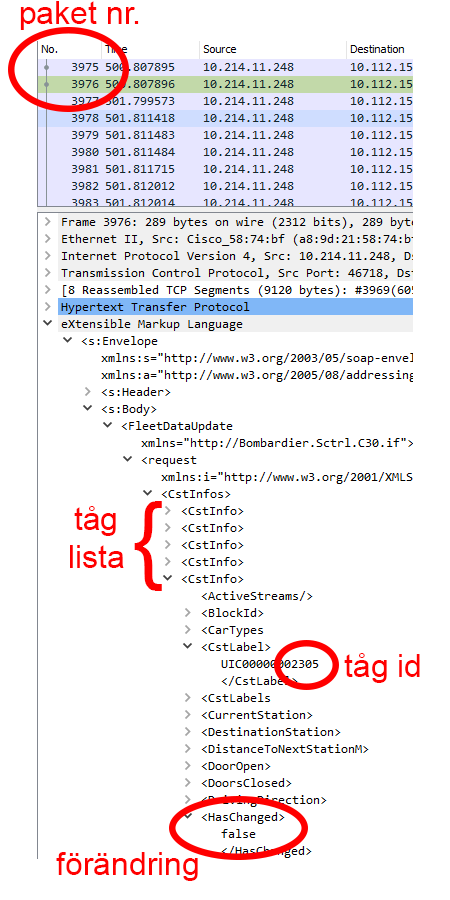 paket nr.
No. Time Source Destination
3975 500.807895 10.214.11.248 10.112.15
3976 500.807896 10.214.11.248 10.112.15
3977 501.799573 10.214.11.248 10.112.15
3978 501.811418 10.214.11.248 10.112.15
3979 501.811483 10.214.11.248 10.112.15
3980 501.811484 10.214.11.248 10.112.15
3981 501.811715 10.214.11.248 10.112.15
3982 501.812012 10.214.11.248 10.112.15
3983 501.812014 10.214.11.248 10.112.15
Frame 3976: 289 bytes on wire (2312 bits), 289 byt
Ethernet II, Src: Cisco_58:74:bf (a8:9d:21:58:74:b
Internet Protocol Version 4, Src: 10.214.11.248, D
Transmission Control Protocol, Src Port: 46718, Ds
[8 Reassembled TCP Segments (9120 bytes): #3969(605
Hypertext Transfer Protocol
eXtensible Markup Language
<s:Envelope
xmlns:s="http://www.w3.org/2003/05/soap-enve
xmlns:a="http://www.w3.org/2005/08/addressing
<s:Header>
<s:Body>
<FleetDataUpdate
xmlns="http://Bombardier.Sctrl.C30.if">
<request
xmlns:i="http://www.w3.org/2001/XMLS
<CstInfos>
tåg lista
<CstInfo>
<CstInfo>
<CstInfo>
<CstInfo>
<CstInfo>
<ActiveStreams/>
<BlockId>
<CarTypes
<CstLabel>
UIC00000002305 tåg id
</CstLabel>
<CstLabels
<CurrentStation>
<DestinationStation>
<DistanceToNextStationM>
<DoorOpen>
<DoorsClosed>
<DrivingDirection>
<HasChanged>
false
</HasChanged>
förändring